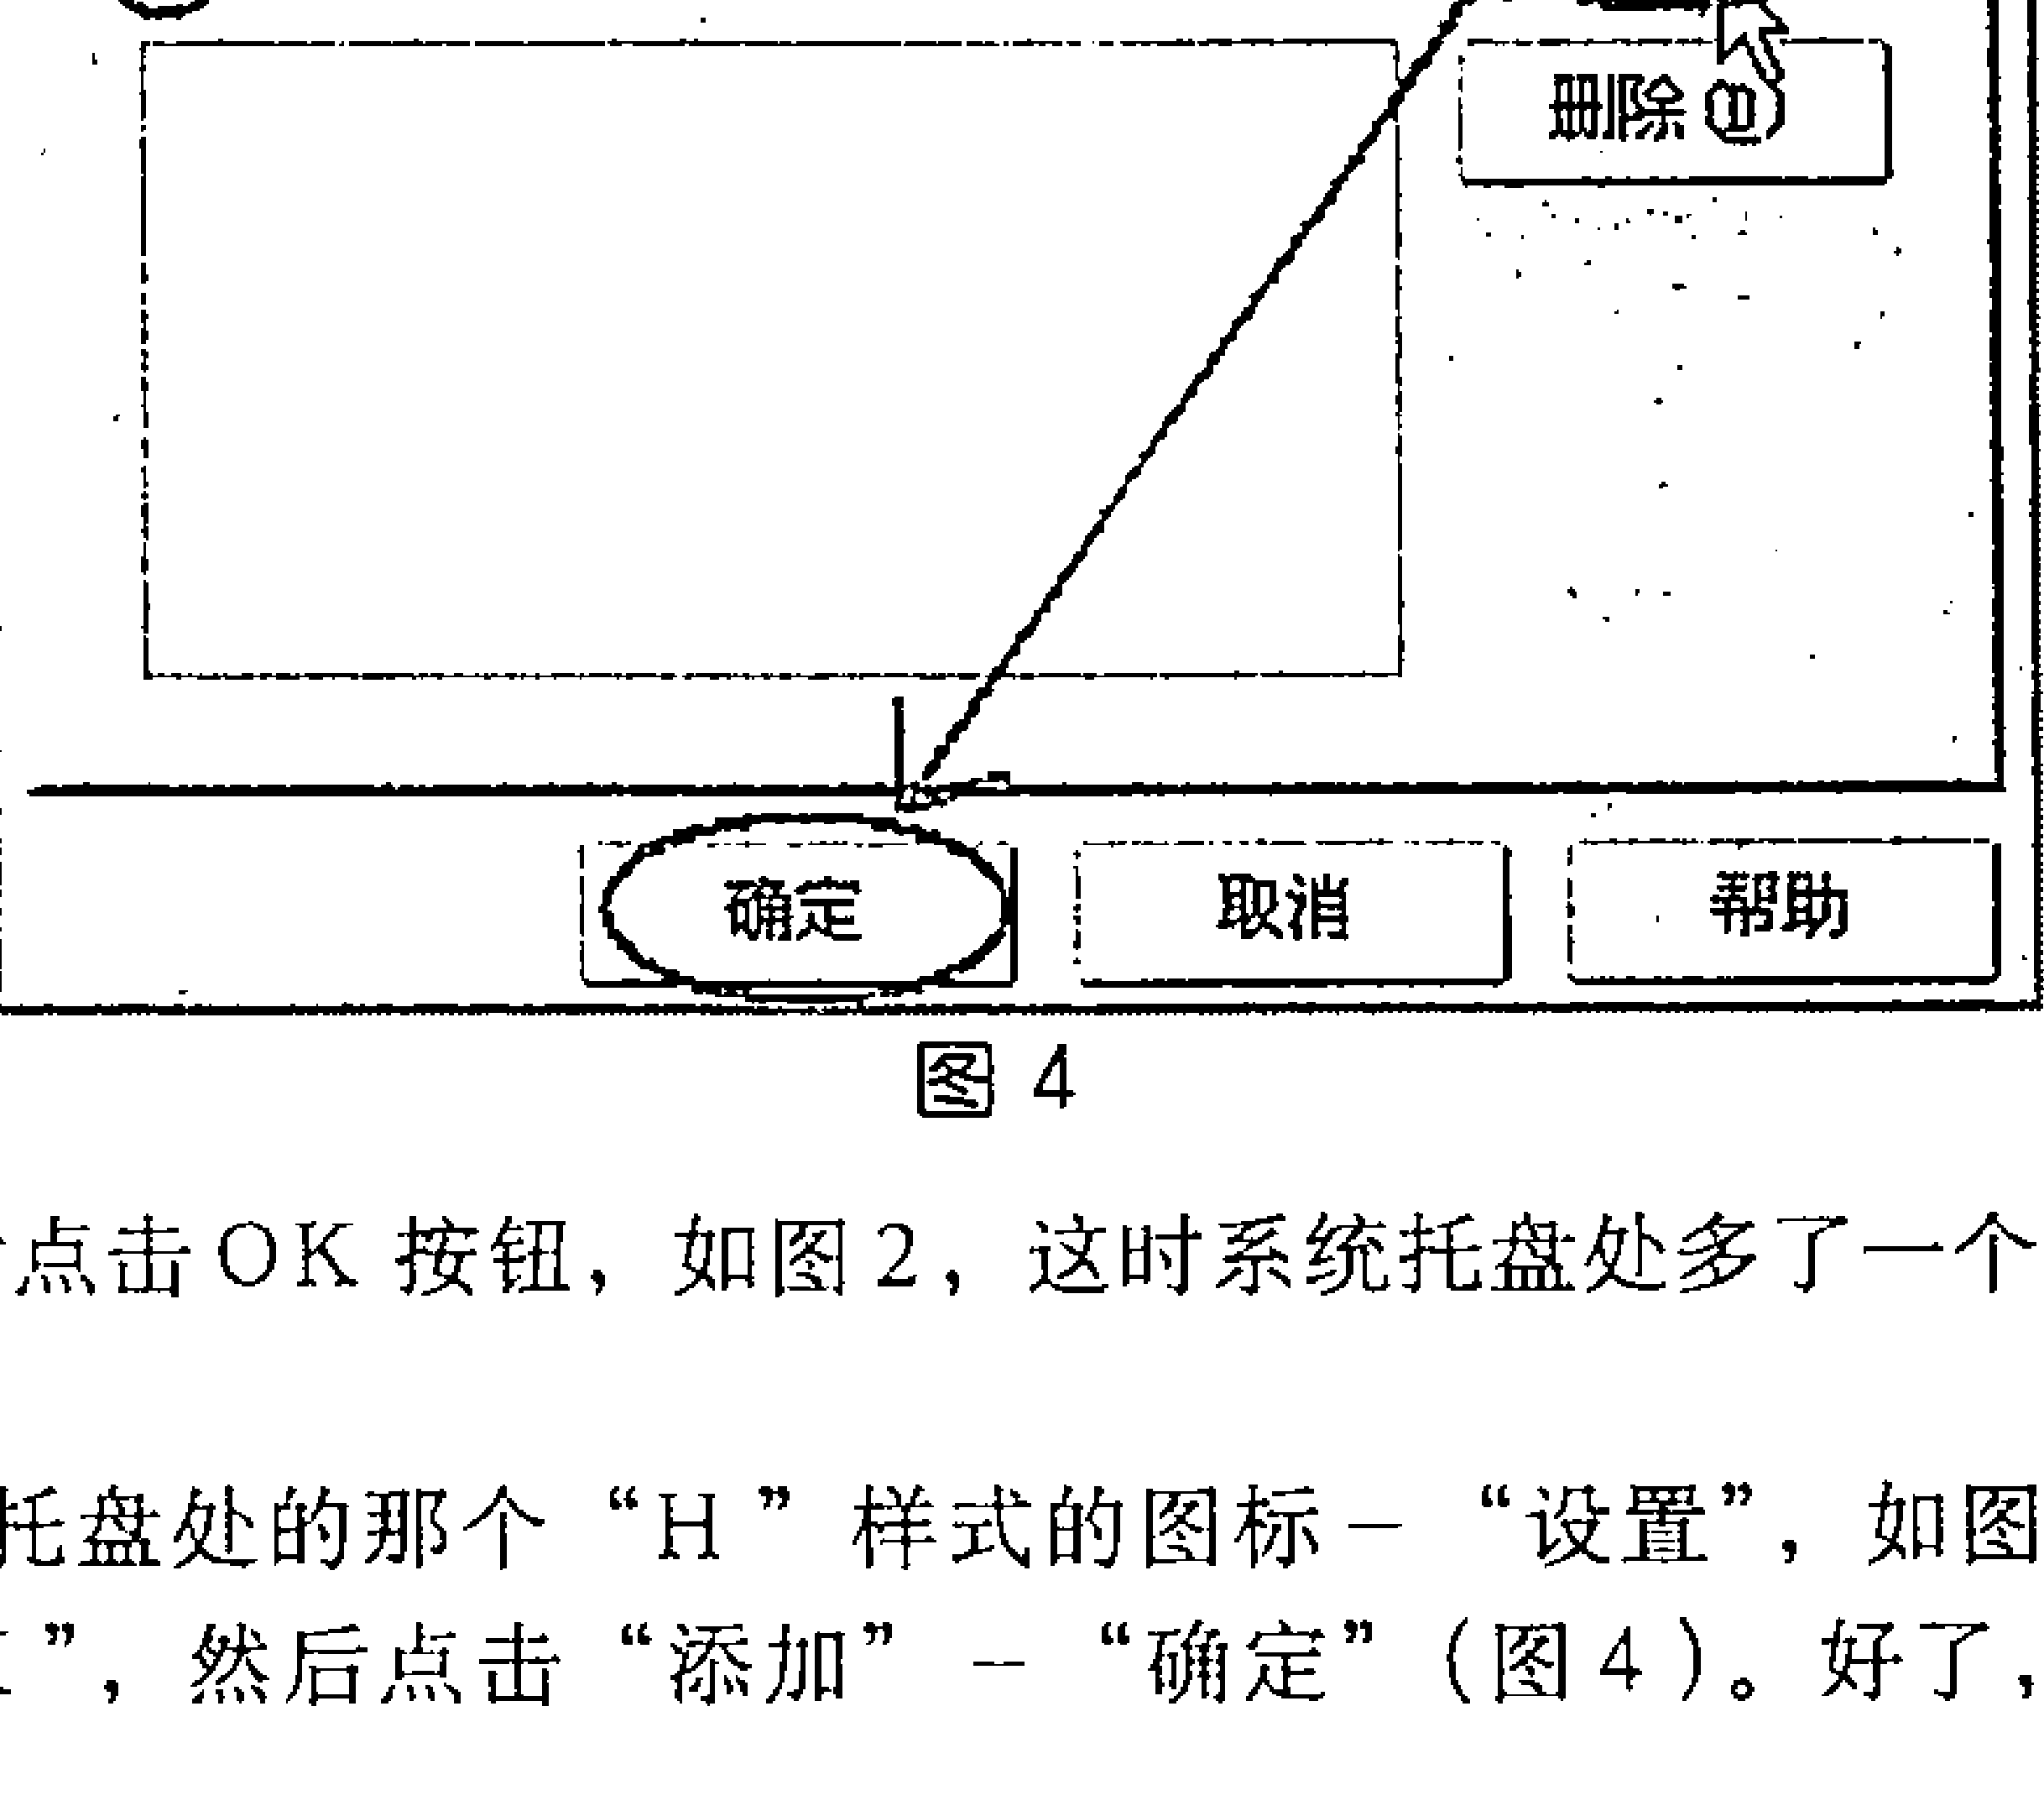 删除
确定 取消 帮助
图 4
点击OK 按钮，如图2，这时系统托盘处多了一个
托盘处的那个“H”样式的图标－“设置”，如图
”，然后点击“添加”－“确定”(图4)。好了，